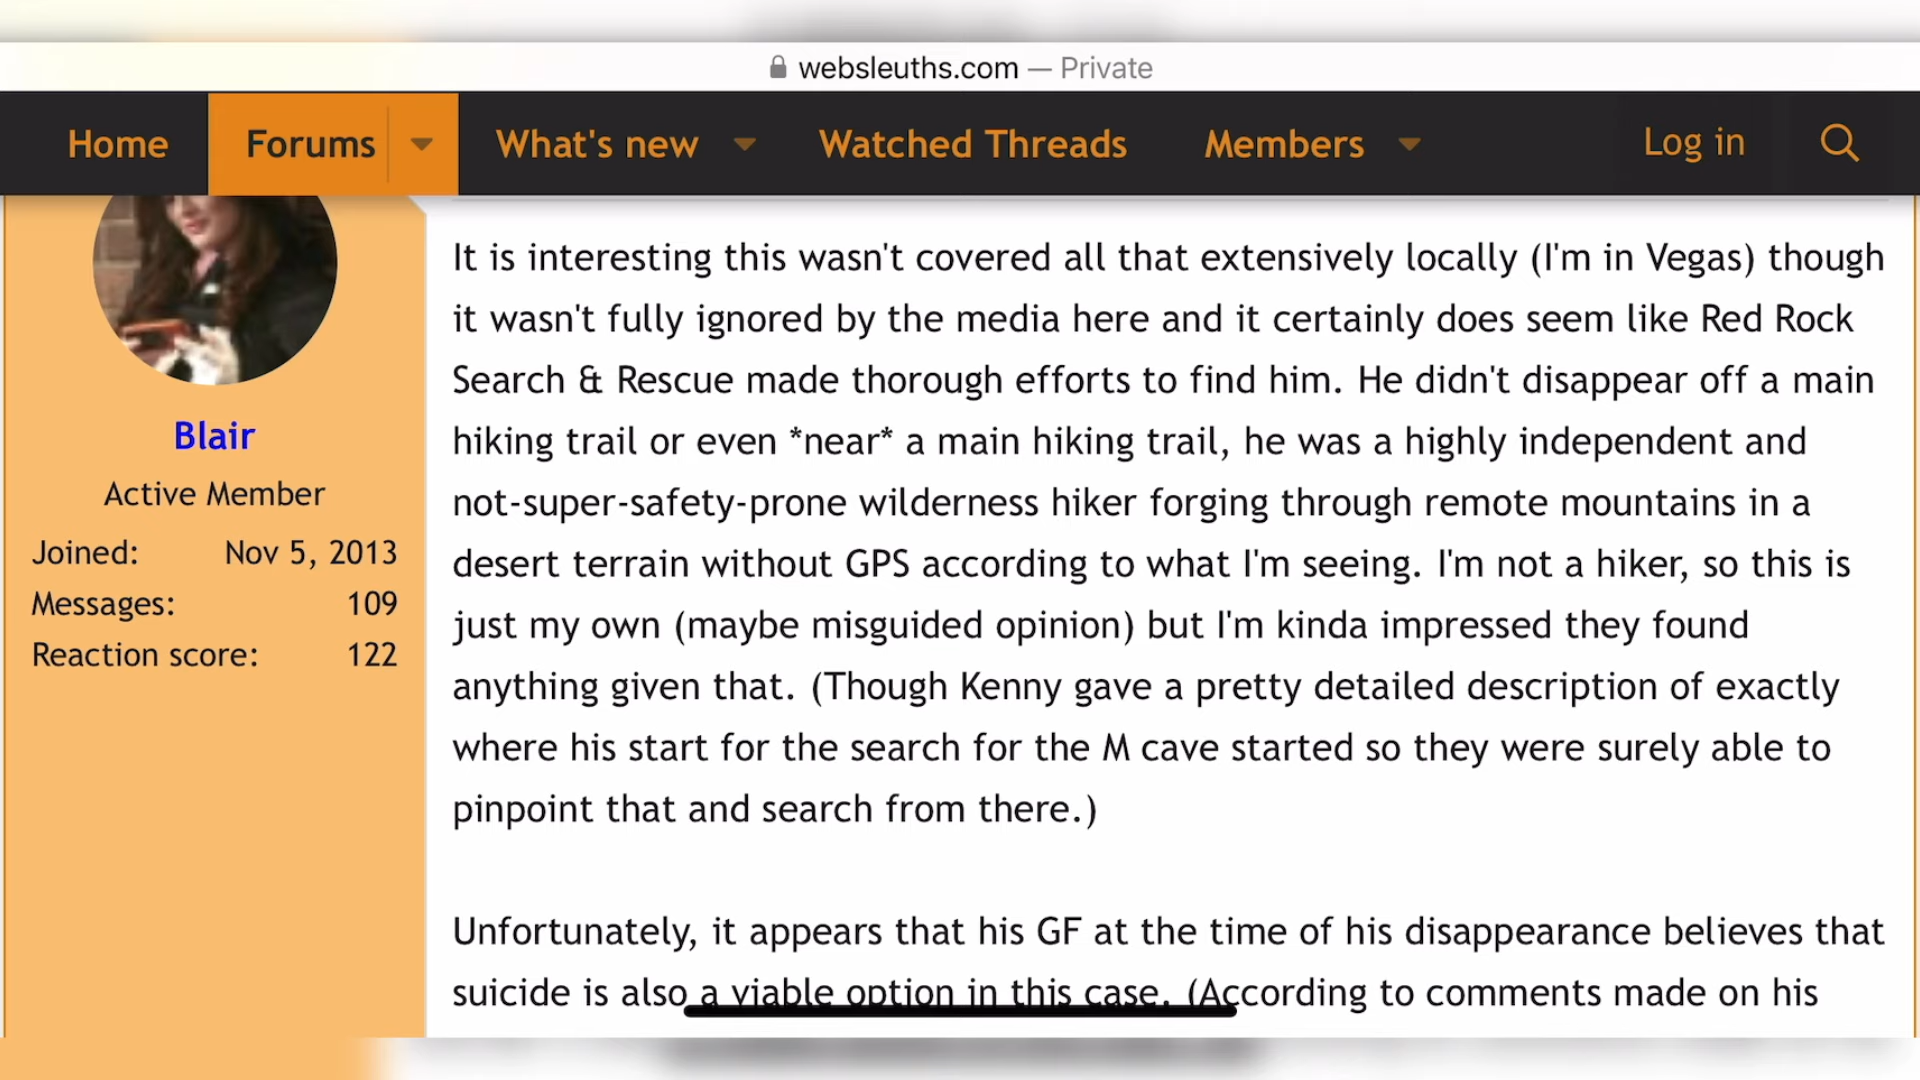 websleuths.com — Private
Home Forums What's new Watched Threads Members Log in
Blair
Active Member
Joined: Nov 5, 2013
Messages: 109
Reaction score: 122
It is interesting this wasn't covered all that extensively locally (I'm in Vegas) though
it wasn't fully ignored by the media here and it certainly does seem like Red Rock
Search & Rescue made thorough efforts to find him. He didn't disappear off a main
hiking trail or even *near* a main hiking trail, he was a highly independent and
not-super-safety-prone wilderness hiker forging through remote mountains in a
desert terrain without GPS according to what I'm seeing. I'm not a hiker, so this is
just my own (maybe misguided opinion) but I'm kinda impressed they found
anything given that. (Though Kenny gave a pretty detailed description of exactly
where his start for the search for the M cave started so they were surely able to
pinpoint that and search from there.)
Unfortunately, it appears that his GF at the time of his disappearance believes that
suicide is also a viable option in this case. (According to comments made on his